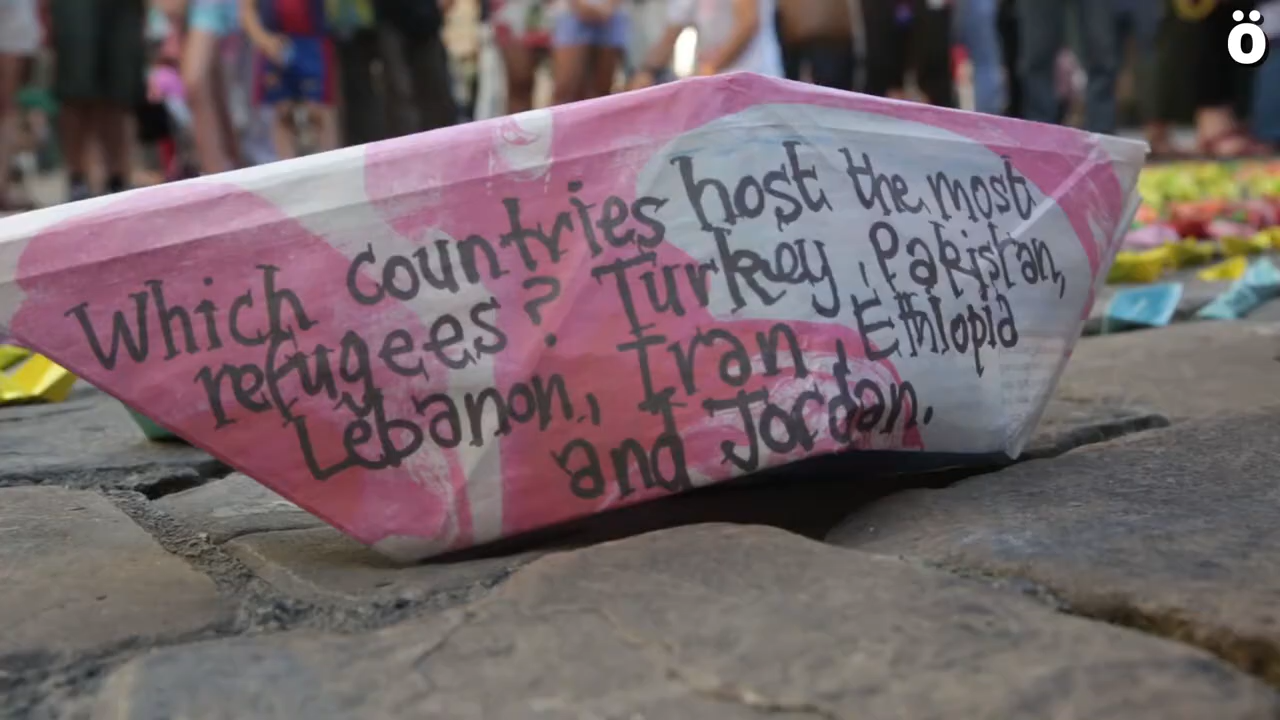 ö
Which countries host the most
refugees? Turkey, Pakistan,
Lebanon, Iran, Ethiopia
and Jordan.